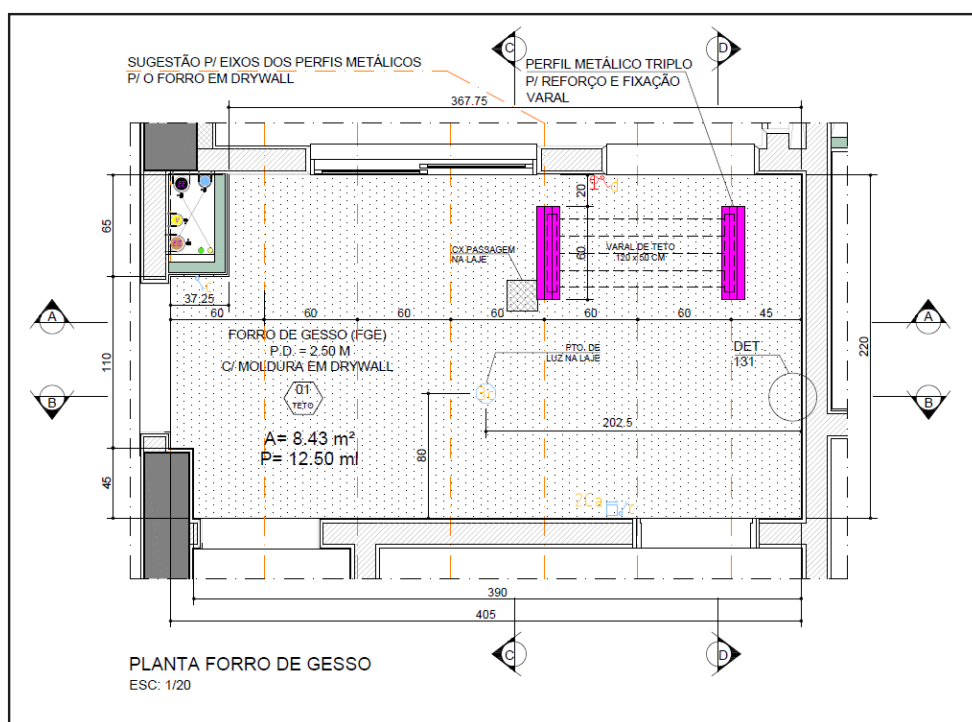 C
D
SUGESTÃO P/ EIXOS DOS PERFIS METÁLICOS
P/ O FORRO EM DRYWALL
PERFIL METÁLICO TRIPLO
P/ REFORÇO E FIXAÇÃO
VARAL
367.75
20
65
60
CX PASSAGEM
NA LAJE
VARAL DE TETO
120 x 50 CM
37.25
60
60
60
60
60
60
45
A
A
FORRO DE GESSO (FGE)
P.D. = 2.50 M
C/ MOLDURA EM DRYWALL
PTO. DE
LUZ NA LAJE
DET.
131
110
220
01
TETO
B
B
202.5
A= 8.43 m²
P= 12.50 ml
80
45
390
405
C
D
PLANTA FORRO DE GESSO
ESC: 1/20